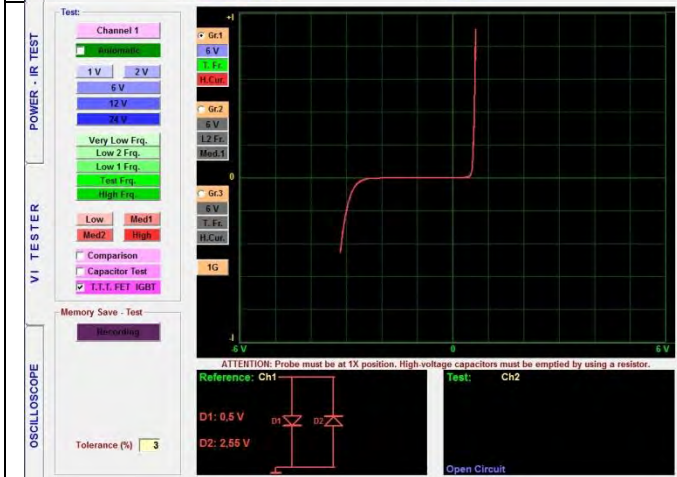 POWER - IR TEST
VI TESTER
OSCILLOSCOPE
Test:
Channel 1
Automatic
1 V 2 V
6 V
12 V
24 V
Very Low Frq.
Low 2 Frq.
Low 1 Frq.
Test Frq.
High Frq.
Low Med1
Med2 High
Comparison
Capacitor Test
T.T.T. FET IGBT
Memory Save - Test
Recording
Tolerance (%) 3
Gr.1
6 V
T. Fr.
H.Cur.
Gr.2
6 V
L2 Fr.
Med.1
Gr.3
6 V
T. Fr.
H.Cur.
1G
+I
0
-I
-6 V 0 6 V
ATTENTION: Probe must be at 1X position. High-voltage capacitors must be emptied by using a resistor.
Reference: Ch1
D1: 0,5 V
D2: 2,55 V
D1 D2
Test: Ch2
Open Circuit